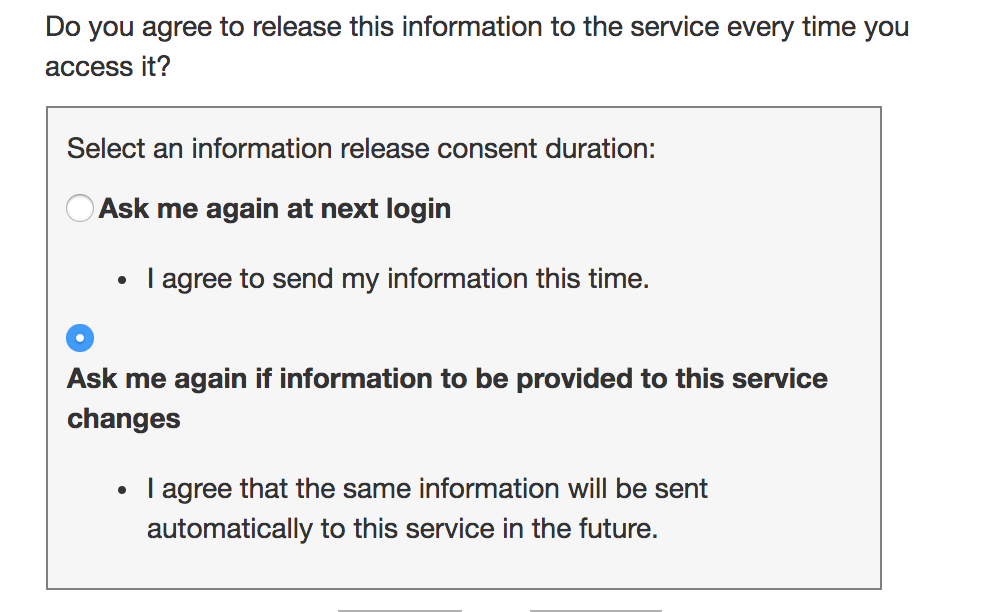 Do you agree to release this information to the service every time you
access it?
Select an information release consent duration:
Ask me again at next login
• I agree to send my information this time.
Ask me again if information to be provided to this service
changes
• I agree that the same information will be sent
automatically to this service in the future.